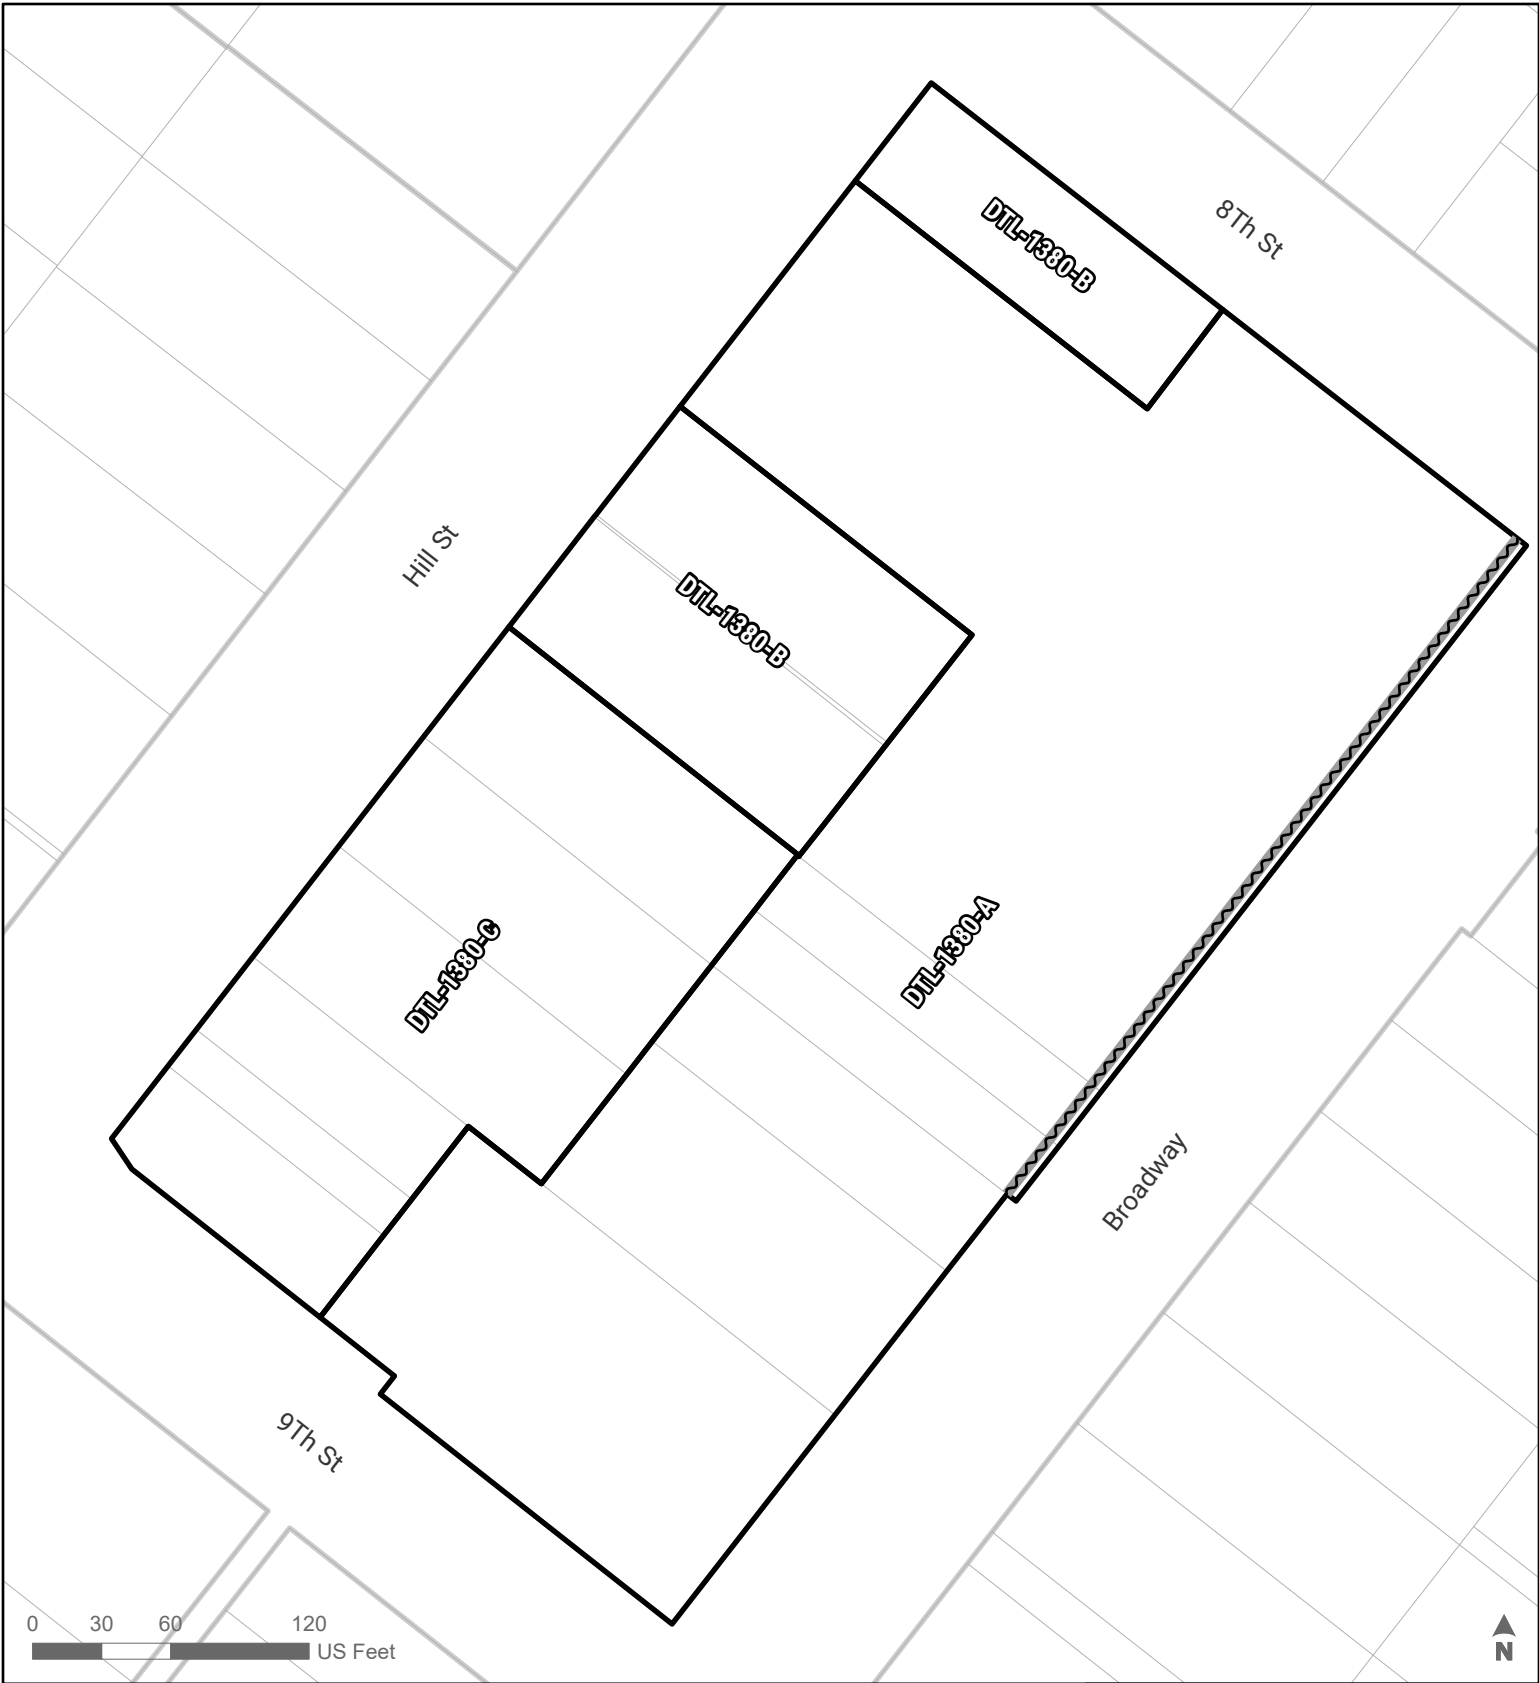 DTL-1380-B
8Th St
Hill St
DTL-1380-B
DTL-1380-A
DTL-1380-C
Broadway
9Th St
0 30 60 120
US Feet
N